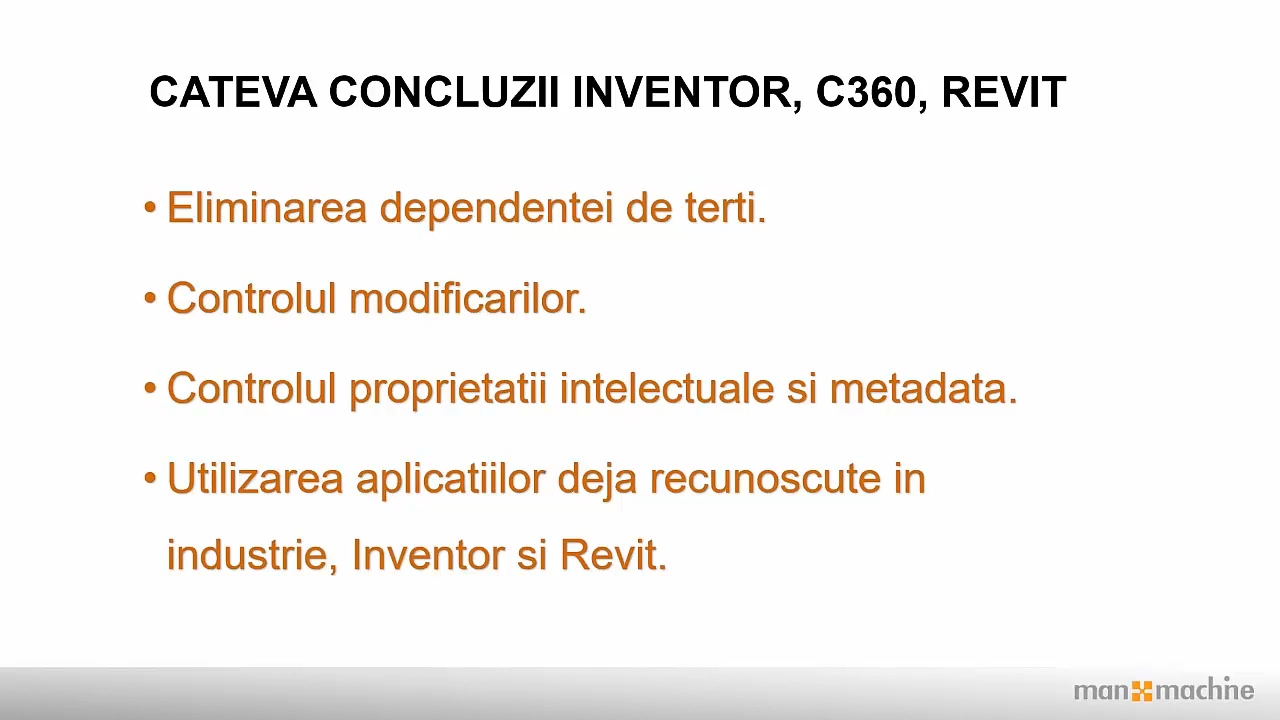 CATEVA CONCLUZII INVENTOR, C360, REVIT
• Eliminarea dependentei de terti.
• Controlul modificarilor.
• Controlul proprietatii intelectuale si metadata.
• Utilizarea aplicatiilor deja recunoscute in
industrie, Inventor si Revit.
man machine